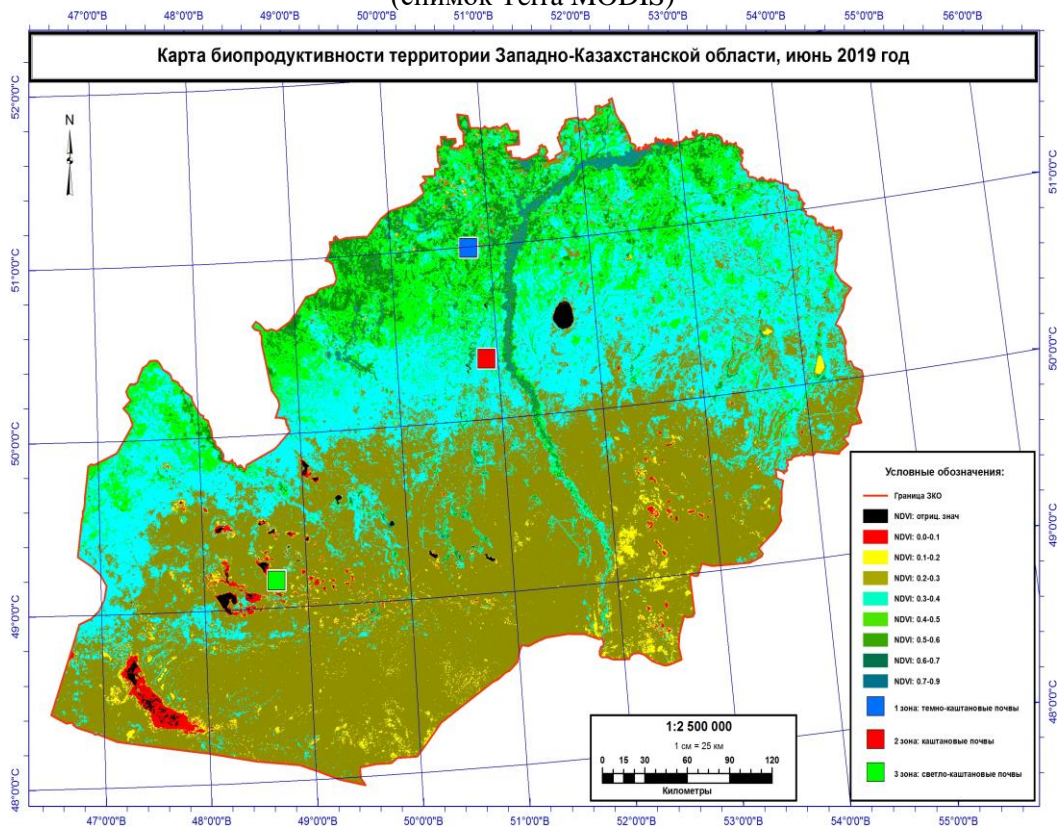 (снимок Terra MODIS)
47°0'0"В 48°0'0"В 49°0'0"В 50°0'0"В 51°0'0"В 52°0'0"В 53°0'0"В 54°0'0"В 55°0'0"В 56°0'0"В
Карта биопродуктивности территории Западно-Казахстанской области, июнь 2019 год
N
52°0'0"С
51°0'0"С
50°0'0"С
49°0'0"С
48°0'0"С
51°0'0"С
50°0'0"С
49°0'0"С
48°0'0"С
Условные обозначения:
Граница ЗКО
NDVI: отриц. знач
NDVI: 0.0-0.1
NDVI: 0.1-0.2
NDVI: 0.2-0.3
NDVI: 0.3-0.4
NDVI: 0.4-0.5
NDVI: 0.5-0.6
NDVI: 0.6-0.7
NDVI: 0.7-0.9
1 зона: темно-каштановые почвы
2 зона: каштановые почвы
3 зона: светло-каштановые почвы
1:2 500 000
1 см = 25 км
0 15 30 60 90 120
Километры
47°0'0"В 48°0'0"В 49°0'0"В 50°0'0"В 51°0'0"В 52°0'0"В 53°0'0"В 54°0'0"В 55°0'0"В